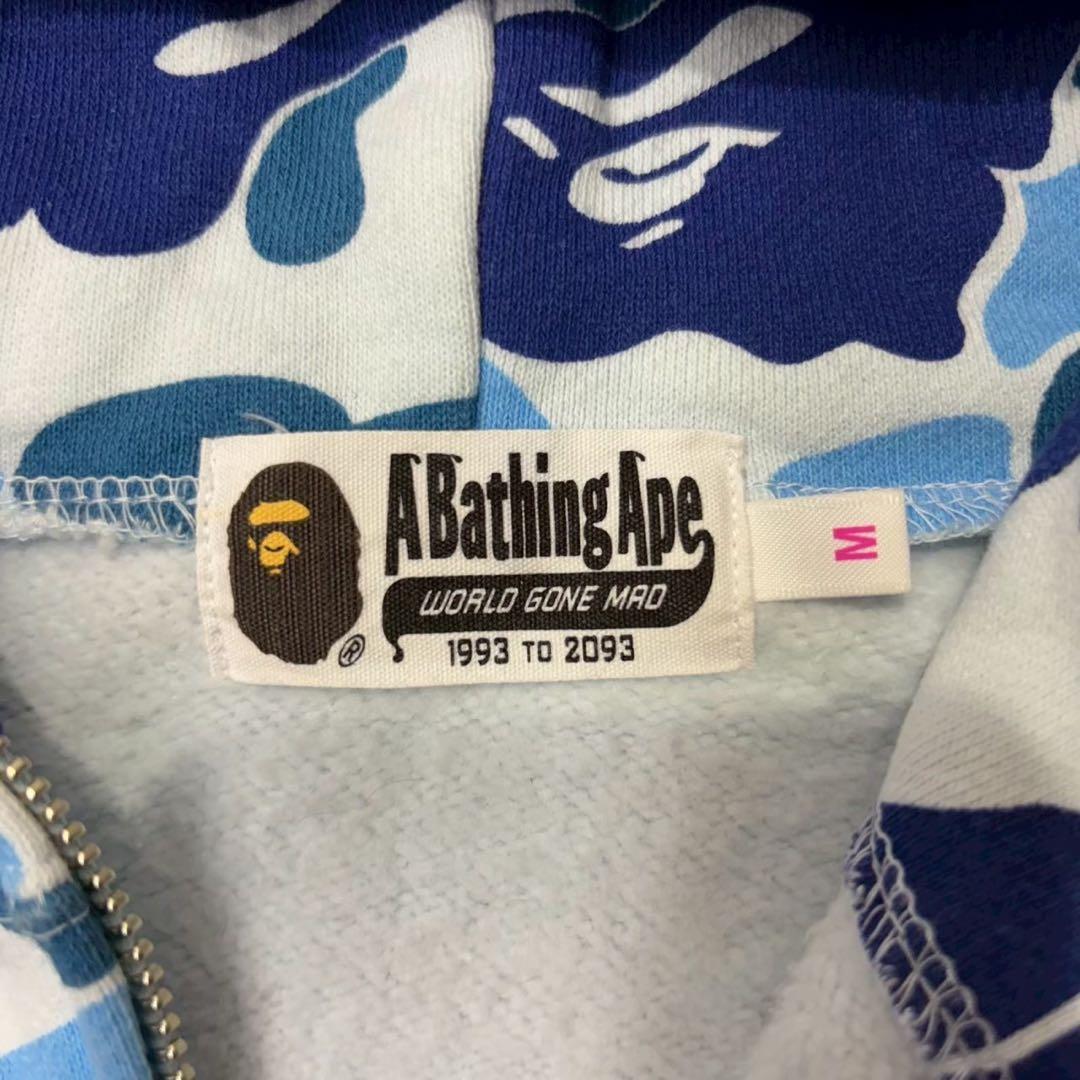 A Bathing Ape
WORLD GONE MAD
1993 TO 2093
®
M